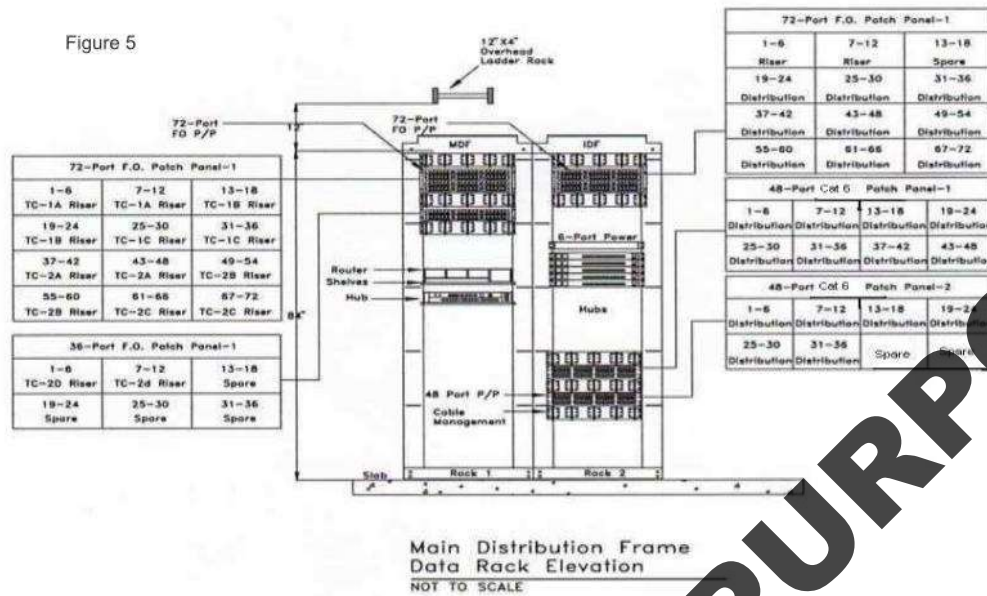 Figure 5
12"X4"
Overhead
Ladder Rack
12"
72-Port
FO P/P
72-Port
FO P/P
MDF
IDF
72-Port F.O. Patch Panel-1
1-6 7-12 13-18
TC-1A Riser TC-1A Riser TC-1B Riser
19-24 25-30 31-36
TC-1B Riser TC-1C Riser TC-1C Riser
37-42 43-48 49-54
TC-2A Riser TC-2A Riser TC-2B Riser
55-60 61-66 67-72
TC-2B Riser TC-2C Riser TC-2C Riser
36-Port F.O. Patch Panel-1
1-6 7-12 13-18
TC-2D Riser TC-2d Riser Spare
19-24 25-30 31-36
Spare Spare Spare
84"
Router
Shelves
Hub
6-Port Power
Hubs
48 Port P/P
Cable
Management
Slab
Rack 1
Rack 2
72-Port F.O. Patch Panel-1
1-6 7-12 13-18
Riser Riser Spare
19-24 25-30 31-36
Distribution Distribution Distribution
37-42 43-48 49-54
Distribution Distribution Distribution
55-60 61-66 67-72
Distribution Distribution Distribution
48-Port Cat 6 Patch Panel-1
1-6 7-12 13-18 19-24
Distribution Distribution Distribution Distribution
25-30 31-36 37-42 43-48
Distribution Distribution Distribution Distribution
48-Port Cat 6 Patch Panel-2
1-6 7-12 13-18 19-24
Distribution Distribution Distribution Distribution
25-30 31-36
Distribution Distribution Spare Spare
Main Distribution Frame
Data Rack Elevation
NOT TO SCALE
PURPO